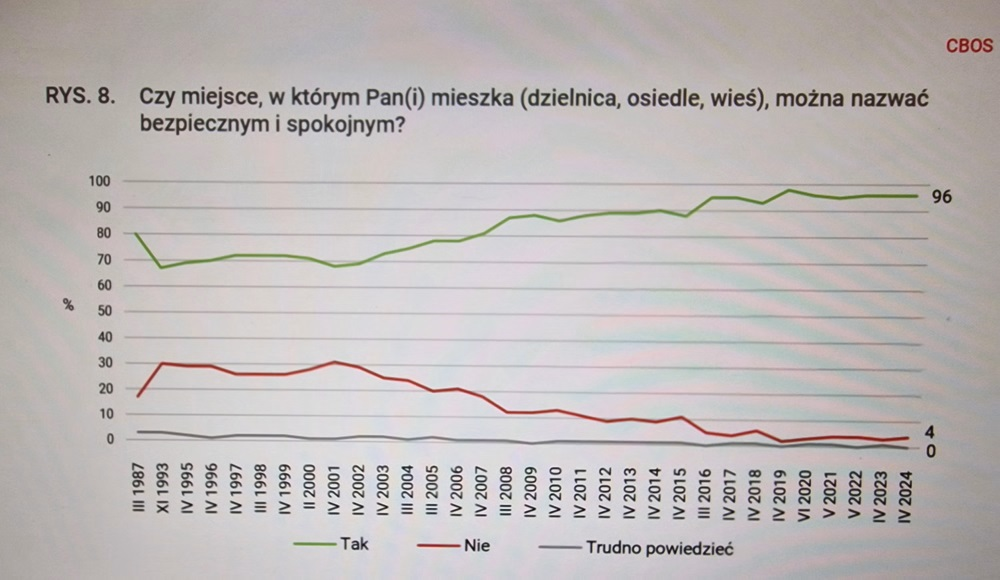 CBOS
RYS. 8. Czy miejsce, w którym Pan(i) mieszka (dzielnica, osiedle, wieś), można nazwać
bezpiecznym i spokojnym?
100
90
80
70
60
50
40
30
20
10
0
%
96
4
0
III 1987
XI 1993
IV 1995
IV 1996
IV 1997
III 1998
IV 1999
II 2000
IV 2001
IV 2002
IV 2003
III 2004
III 2005
IV 2006
IV 2007
III 2008
IV 2009
IV 2010
IV 2011
IV 2012
IV 2013
IV 2014
IV 2015
III 2016
IV 2017
IV 2018
IV 2019
VI 2020
V 2021
V 2022
IV 2023
IV 2024
Tak
Nie
Trudno powiedzieć